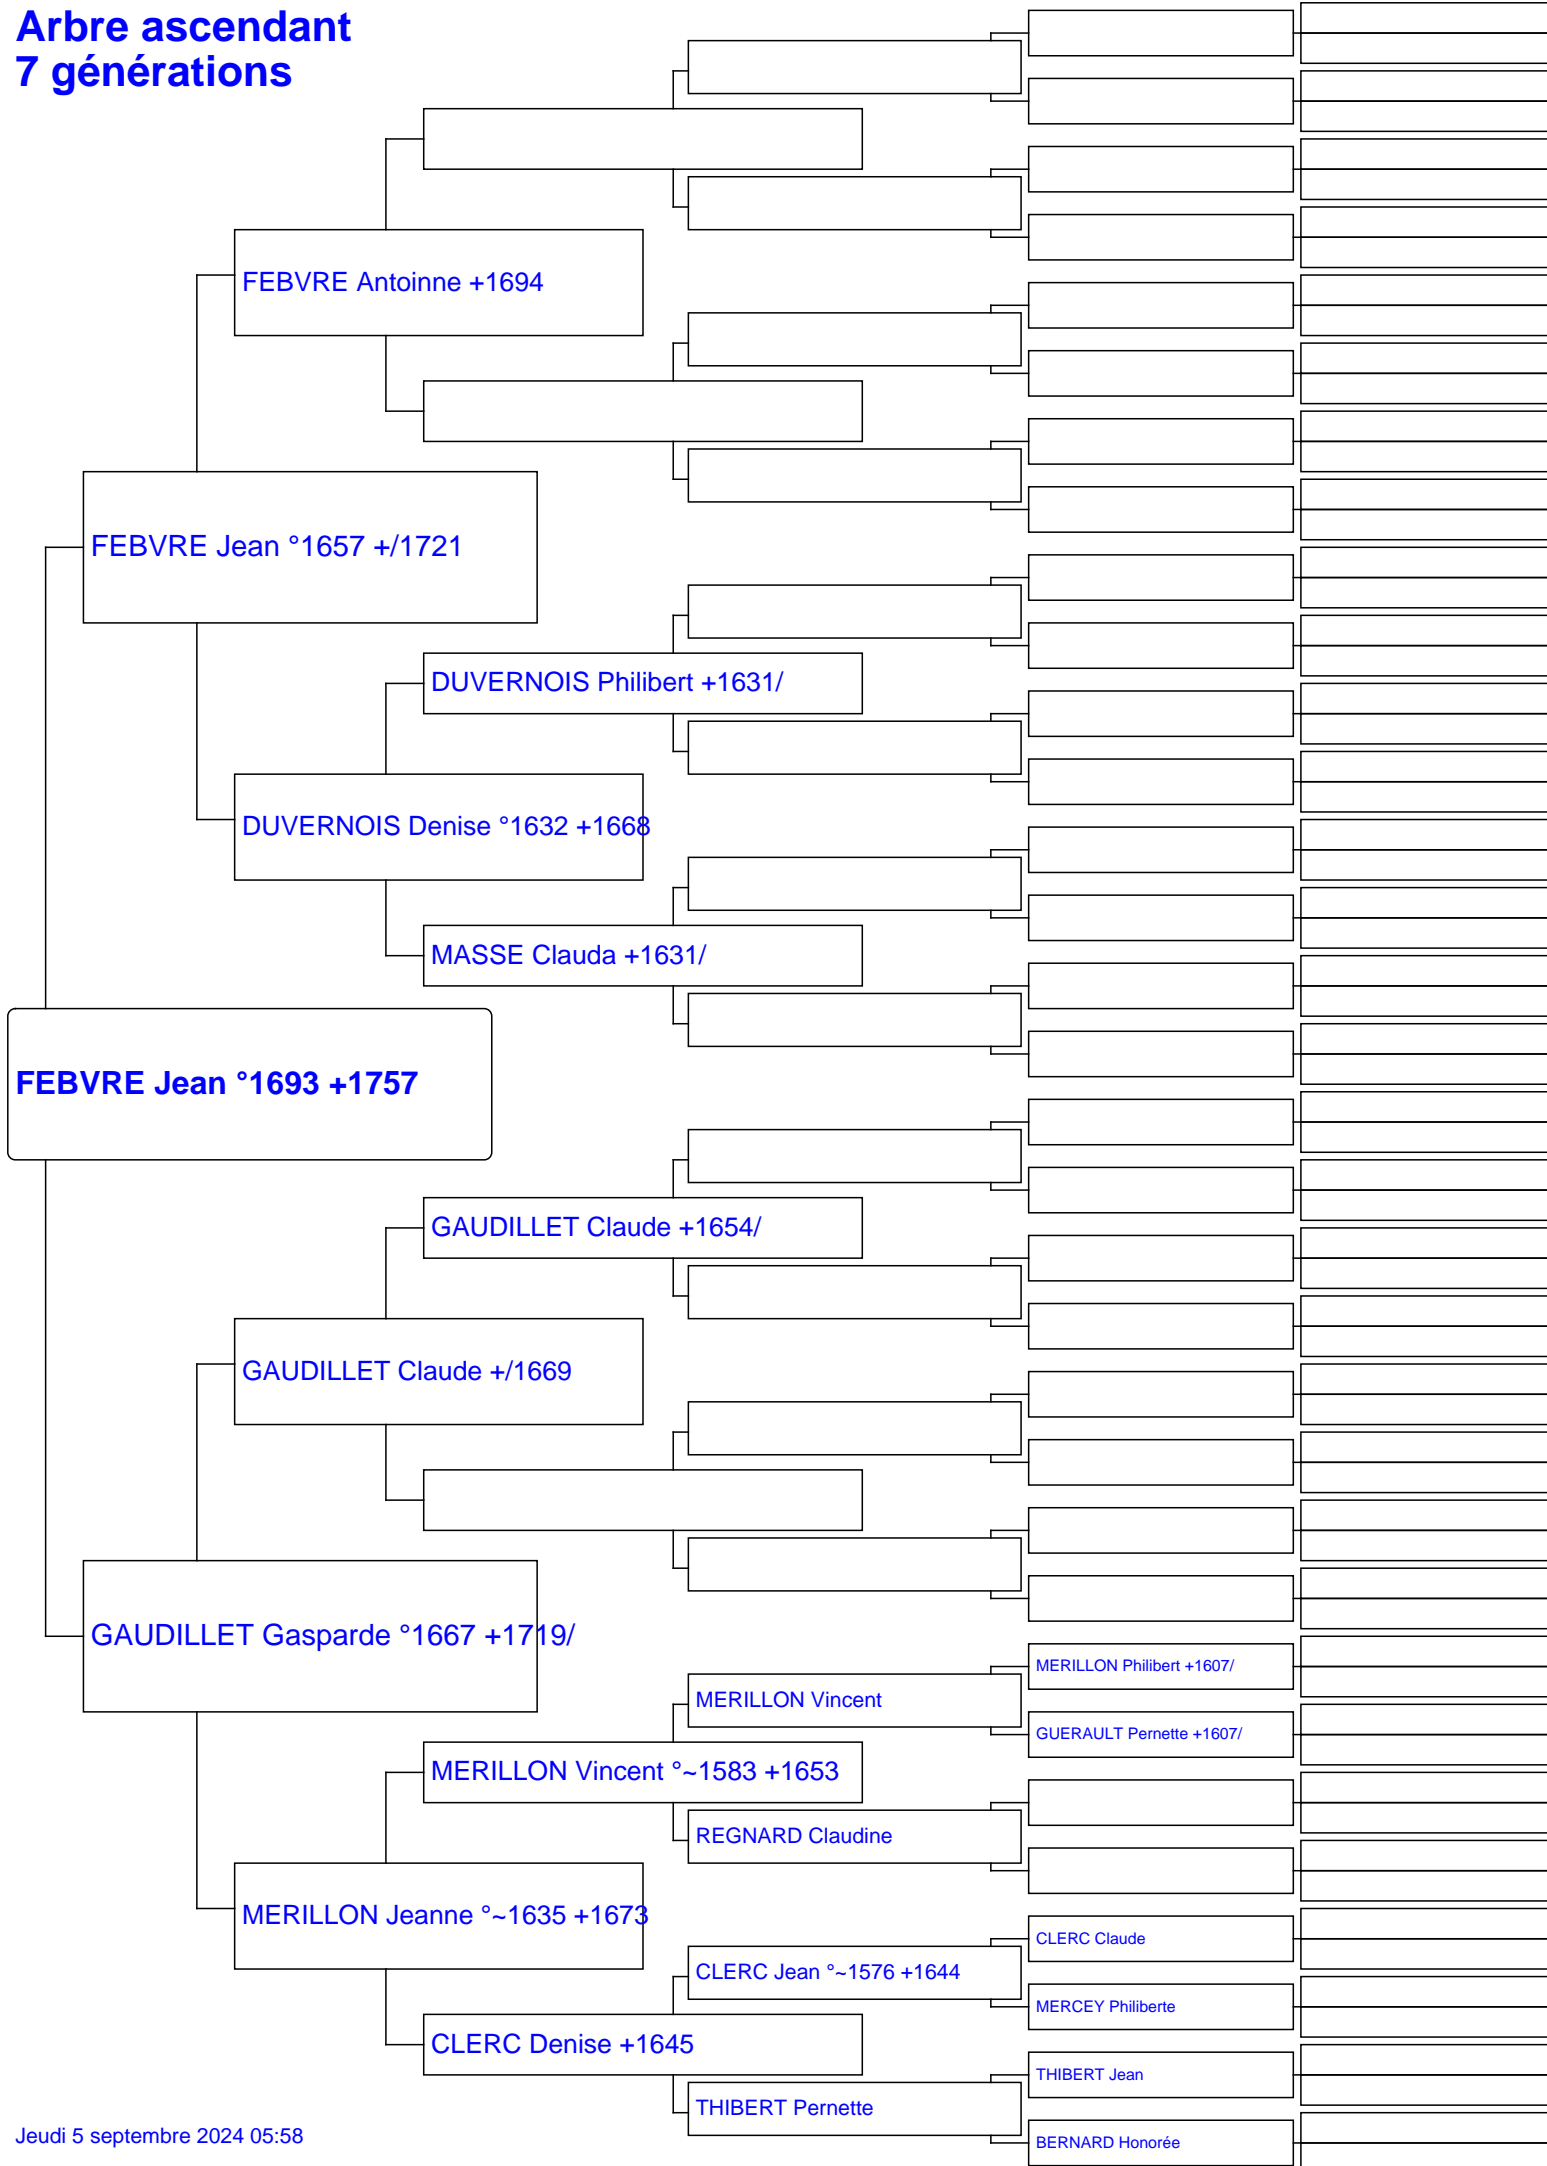 Arbre ascendant
7 générations
FEBVRE Antoinne +1694
FEBVRE Jean °1657 +/1721
DUVERNOIS Philibert +1631/
DUVERNOIS Denise °1632 +1668
MASSE Clauda +1631/
FEBVRE Jean °1693 +1757
GAUDILLET Claude +1654/
GAUDILLET Claude +/1669
GAUDILLET Gasparde °1667 +1719/
MERILLON Philibert +1607/
MERILLON Vincent
GUERAULT Pernette +1607/
MERILLON Vincent °~1583 +1653
REGNARD Claudine
MERILLON Jeanne °~1635 +1673
CLERC Claude
CLERC Jean °~1576 +1644
MERCEY Philiberte
CLERC Denise +1645
THIBERT Jean
THIBERT Pernette
BERNARD Honorée
Jeudi 5 septembre 2024 05:58